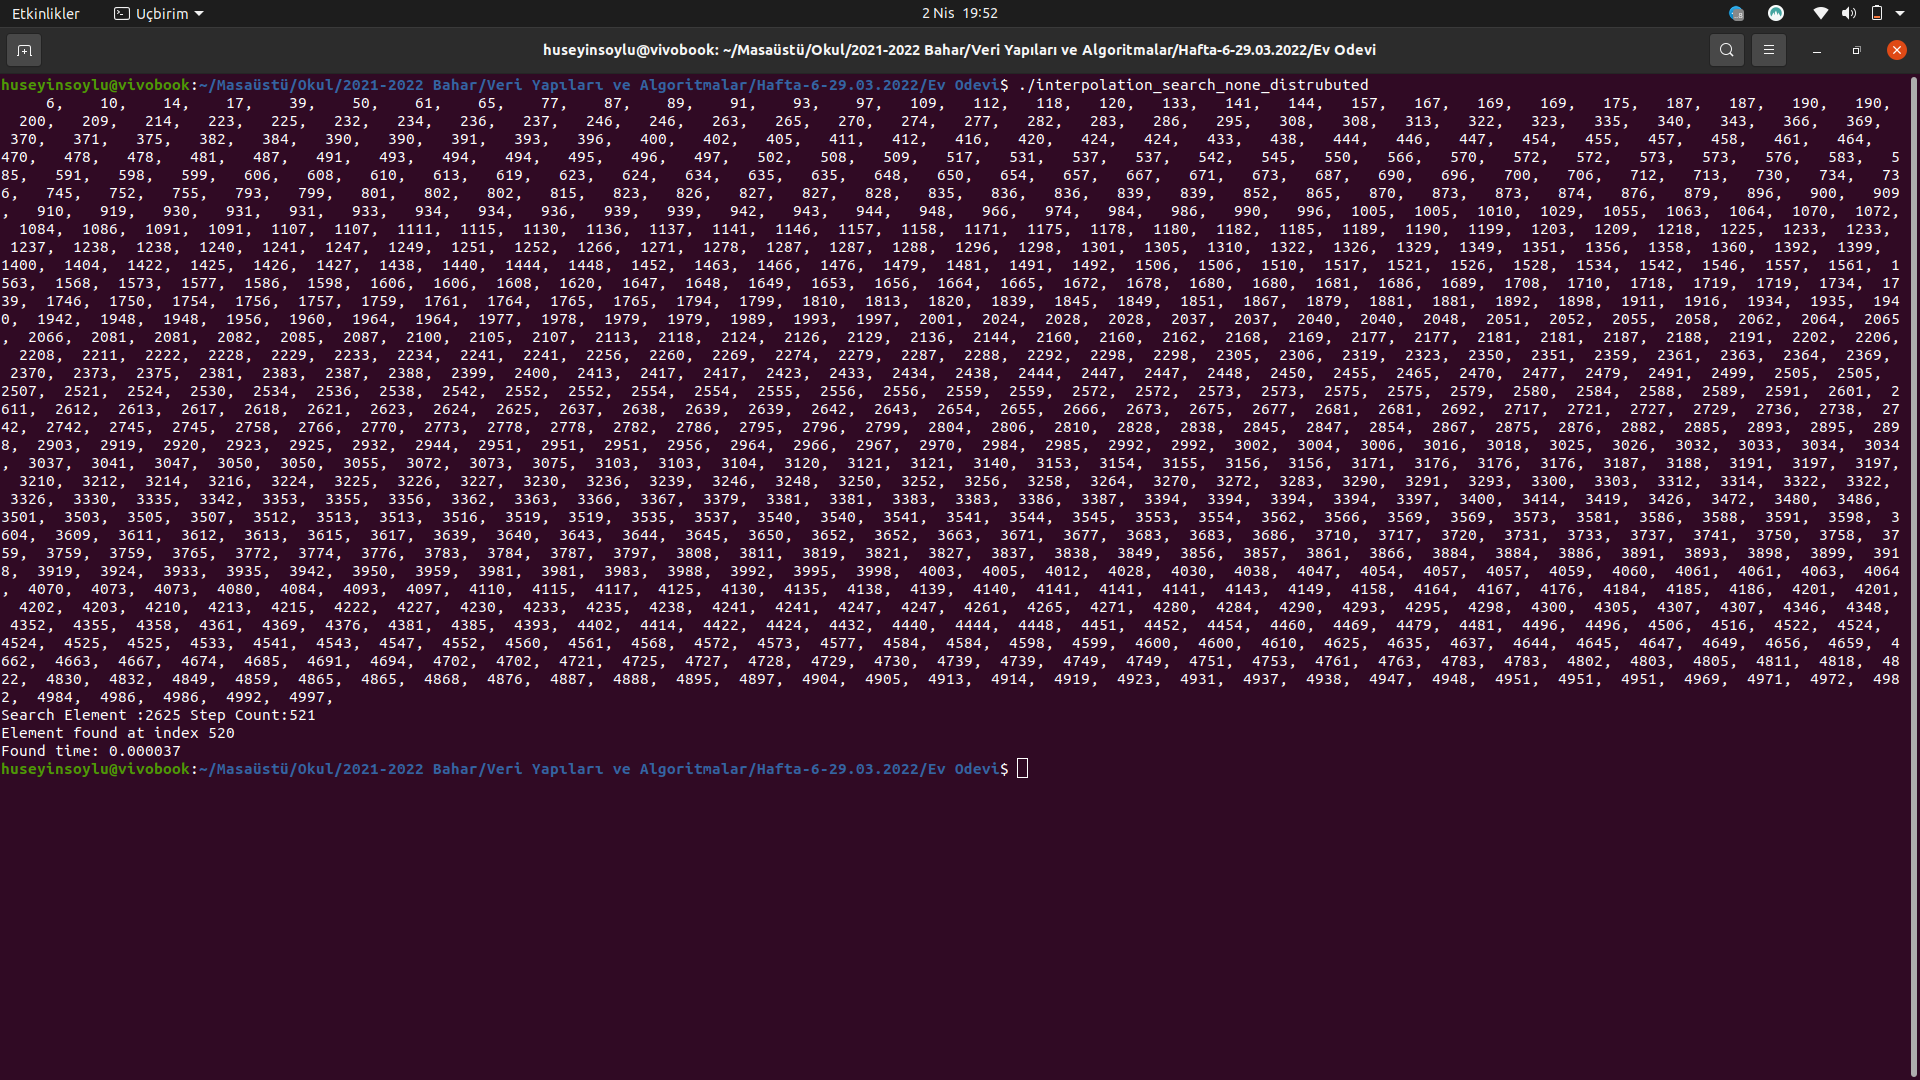 Etkinlikler
Uçbirim
2 Nis 19:52
huseyinsoylu@vivobook: ~/Masaüstü/Okul/2021-2022 Bahar/Veri Yapıları ve Algoritmalar/Hafta-6-29.03.2022/Ev Odevi
huseyinsoylu@vivobook:~/Masaüstü/Okul/2021-2022 Bahar/Veri Yapıları ve Algoritmalar/Hafta-6-29.03.2022/Ev Odevi$ ./interpolation_search_none_distrubuted
6, 10, 14, 17, 39, 50, 61, 65, 77, 87, 89, 91, 93, 97, 109, 112, 118, 120, 133, 141, 144, 157, 167, 169, 169, 175, 187, 187, 190, 190,
200, 209, 214, 223, 225, 232, 234, 236, 237, 246, 246, 263, 265, 270, 274, 277, 282, 283, 286, 295, 308, 308, 313, 322, 323, 335, 340, 343, 366, 369,
370, 371, 375, 382, 384, 390, 390, 391, 393, 396, 400, 402, 405, 411, 412, 416, 420, 424, 424, 433, 438, 444, 446, 447, 454, 455, 457, 458, 461, 464,
470, 478, 478, 481, 487, 491, 493, 494, 494, 495, 496, 497, 502, 508, 509, 517, 531, 537, 537, 542, 545, 550, 566, 570, 572, 572, 573, 573, 576, 583, 5
85, 591, 598, 599, 606, 608, 610, 613, 619, 623, 624, 634, 635, 635, 648, 650, 654, 657, 667, 671, 673, 687, 690, 696, 700, 706, 712, 713, 730, 734, 73
6, 745, 752, 755, 793, 799, 801, 802, 802, 815, 823, 826, 827, 827, 828, 835, 836, 836, 839, 839, 852, 865, 870, 873, 873, 874, 876, 879, 896, 900, 909
, 910, 919, 930, 931, 931, 933, 934, 934, 936, 939, 939, 942, 943, 944, 948, 966, 974, 984, 986, 990, 996, 1005, 1005, 1010, 1029, 1055, 1063, 1064, 1070, 1072,
1084, 1086, 1091, 1091, 1107, 1107, 1111, 1115, 1130, 1136, 1137, 1141, 1146, 1157, 1158, 1171, 1175, 1178, 1180, 1182, 1185, 1189, 1190, 1199, 1203, 1209, 1218, 1225, 1233, 1233,
1237, 1238, 1238, 1240, 1241, 1247, 1249, 1251, 1252, 1266, 1271, 1278, 1287, 1287, 1288, 1296, 1298, 1301, 1305, 1310, 1322, 1326, 1329, 1349, 1351, 1356, 1358, 1360, 1392, 1399,
1400, 1404, 1422, 1425, 1426, 1427, 1438, 1440, 1444, 1448, 1452, 1463, 1466, 1476, 1479, 1481, 1491, 1492, 1506, 1506, 1510, 1517, 1521, 1526, 1528, 1534, 1542, 1546, 1557, 1561, 1
563, 1568, 1573, 1577, 1586, 1598, 1606, 1606, 1608, 1620, 1647, 1648, 1649, 1653, 1656, 1664, 1665, 1672, 1678, 1680, 1680, 1681, 1686, 1689, 1708, 1710, 1718, 1719, 1719, 1734, 17
39, 1746, 1750, 1754, 1756, 1757, 1759, 1761, 1764, 1765, 1765, 1794, 1799, 1810, 1813, 1820, 1839, 1845, 1849, 1851, 1867, 1879, 1881, 1881, 1892, 1898, 1911, 1916, 1934, 1935, 194
0, 1942, 1948, 1948, 1956, 1960, 1964, 1964, 1977, 1978, 1979, 1979, 1989, 1993, 1997, 2001, 2024, 2028, 2028, 2037, 2037, 2040, 2040, 2048, 2051, 2052, 2055, 2058, 2062, 2064, 2065
, 2066, 2081, 2081, 2082, 2085, 2087, 2100, 2105, 2107, 2113, 2118, 2124, 2126, 2129, 2136, 2144, 2160, 2160, 2162, 2168, 2169, 2177, 2177, 2181, 2181, 2187, 2188, 2191, 2202, 2206,
2208, 2211, 2222, 2228, 2229, 2233, 2234, 2241, 2241, 2256, 2260, 2269, 2274, 2279, 2287, 2288, 2292, 2298, 2298, 2305, 2306, 2319, 2323, 2350, 2351, 2359, 2361, 2363, 2364, 2369,
2370, 2373, 2375, 2381, 2383, 2387, 2388, 2399, 2400, 2413, 2417, 2417, 2423, 2433, 2434, 2438, 2444, 2447, 2447, 2448, 2450, 2455, 2465, 2470, 2477, 2479, 2491, 2499, 2505, 2505,
2507, 2521, 2524, 2530, 2534, 2536, 2538, 2542, 2552, 2552, 2554, 2554, 2555, 2556, 2556, 2559, 2559, 2572, 2572, 2573, 2573, 2575, 2575, 2579, 2580, 2584, 2588, 2589, 2591, 2601, 2
611, 2612, 2613, 2617, 2618, 2621, 2623, 2624, 2625, 2637, 2638, 2639, 2639, 2642, 2643, 2654, 2655, 2666, 2673, 2675, 2677, 2681, 2681, 2692, 2717, 2721, 2727, 2729, 2736, 2738, 27
42, 2742, 2745, 2745, 2758, 2766, 2770, 2773, 2778, 2778, 2782, 2786, 2795, 2796, 2799, 2804, 2806, 2810, 2828, 2838, 2845, 2847, 2854, 2867, 2875, 2876, 2882, 2885, 2893, 2895, 289
8, 2903, 2919, 2920, 2923, 2925, 2932, 2944, 2951, 2951, 2951, 2956, 2964, 2966, 2967, 2970, 2984, 2985, 2992, 2992, 3002, 3004, 3006, 3016, 3018, 3025, 3026, 3032, 3033, 3034, 3034
, 3037, 3041, 3047, 3050, 3050, 3055, 3072, 3073, 3075, 3103, 3103, 3104, 3120, 3121, 3121, 3140, 3153, 3154, 3155, 3156, 3156, 3171, 3176, 3176, 3176, 3187, 3188, 3191, 3197, 3197,
3210, 3212, 3214, 3216, 3224, 3225, 3226, 3227, 3230, 3236, 3239, 3246, 3248, 3250, 3252, 3256, 3258, 3264, 3270, 3272, 3283, 3290, 3291, 3293, 3300, 3303, 3312, 3314, 3322, 3322,
3326, 3330, 3335, 3342, 3353, 3355, 3356, 3362, 3363, 3366, 3367, 3379, 3381, 3381, 3383, 3383, 3386, 3387, 3394, 3394, 3394, 3394, 3397, 3400, 3414, 3419, 3426, 3472, 3480, 3486,
3501, 3503, 3505, 3507, 3512, 3513, 3513, 3516, 3519, 3519, 3535, 3537, 3540, 3540, 3541, 3541, 3544, 3545, 3553, 3554, 3562, 3566, 3569, 3569, 3573, 3581, 3586, 3588, 3591, 3598, 3
604, 3609, 3611, 3612, 3613, 3615, 3617, 3639, 3640, 3643, 3644, 3645, 3650, 3652, 3652, 3663, 3671, 3677, 3683, 3683, 3686, 3710, 3717, 3720, 3731, 3733, 3737, 3741, 3750, 3758, 37
59, 3759, 3759, 3765, 3772, 3774, 3776, 3783, 3784, 3787, 3797, 3808, 3811, 3819, 3821, 3827, 3837, 3838, 3849, 3856, 3857, 3861, 3866, 3884, 3884, 3886, 3891, 3893, 3898, 3899, 391
8, 3919, 3924, 3933, 3935, 3942, 3950, 3959, 3981, 3981, 3983, 3988, 3992, 3995, 3998, 4003, 4005, 4012, 4028, 4030, 4038, 4047, 4054, 4057, 4057, 4059, 4060, 4061, 4061, 4063, 4064
, 4070, 4073, 4073, 4080, 4084, 4093, 4097, 4110, 4115, 4117, 4125, 4130, 4135, 4138, 4139, 4140, 4141, 4141, 4141, 4143, 4149, 4158, 4164, 4167, 4176, 4184, 4185, 4186, 4201, 4201,
4202, 4203, 4210, 4213, 4215, 4222, 4227, 4230, 4233, 4235, 4238, 4241, 4241, 4247, 4247, 4261, 4265, 4271, 4280, 4284, 4290, 4293, 4295, 4298, 4300, 4305, 4307, 4307, 4346, 4348,
4352, 4355, 4358, 4361, 4369, 4376, 4381, 4385, 4393, 4402, 4414, 4422, 4424, 4432, 4440, 4444, 4448, 4451, 4452, 4454, 4460, 4469, 4479, 4481, 4496, 4496, 4506, 4516, 4522, 4524,
4524, 4525, 4525, 4533, 4541, 4543, 4547, 4552, 4560, 4561, 4568, 4572, 4573, 4577, 4584, 4584, 4598, 4599, 4600, 4600, 4610, 4625, 4635, 4637, 4644, 4645, 4647, 4649, 4656, 4659, 4
662, 4663, 4667, 4674, 4685, 4691, 4694, 4702, 4702, 4721, 4725, 4727, 4728, 4729, 4730, 4739, 4739, 4749, 4749, 4751, 4753, 4761, 4763, 4783, 4783, 4802, 4803, 4805, 4811, 4818, 48
22, 4830, 4832, 4849, 4859, 4865, 4865, 4868, 4876, 4887, 4888, 4895, 4897, 4904, 4905, 4913, 4914, 4919, 4923, 4931, 4937, 4938, 4947, 4948, 4951, 4951, 4951, 4969, 4971, 4972, 498
2, 4984, 4986, 4986, 4992, 4997,
Search Element :2625 Step Count:521
Element found at index 520
Found time: 0.000037
huseyinsoylu@vivobook:~/Masaüstü/Okul/2021-2022 Bahar/Veri Yapıları ve Algoritmalar/Hafta-6-29.03.2022/Ev Odevi$